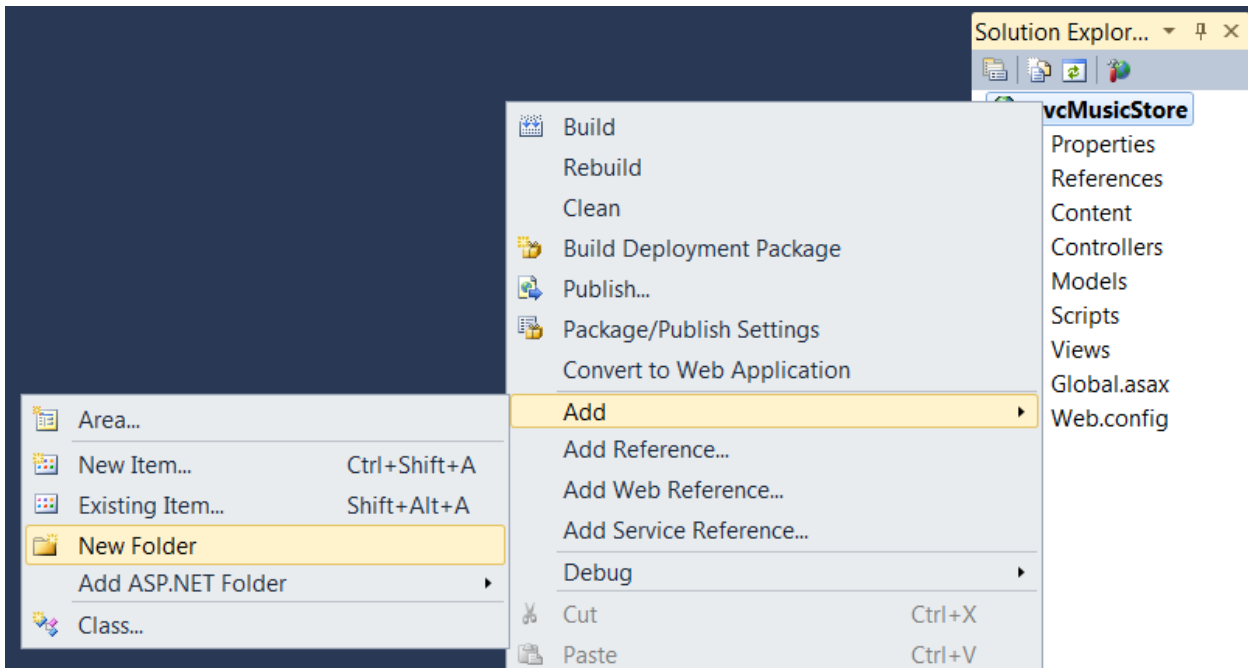 Solution Explor...
vcMusicStore
Properties
References
Content
Controllers
Models
Scripts
Views
Global.asax
Web.config
Build
Rebuild
Clean
Build Deployment Package
Publish...
Package/Publish Settings
Convert to Web Application
Add
Add Reference...
Add Web Reference...
Add Service Reference...
Debug
Cut Ctrl+X
Paste Ctrl+V
Area...
New Item... Ctrl+Shift+A
Existing Item... Shift+Alt+A
New Folder
Add ASP.NET Folder
Class...